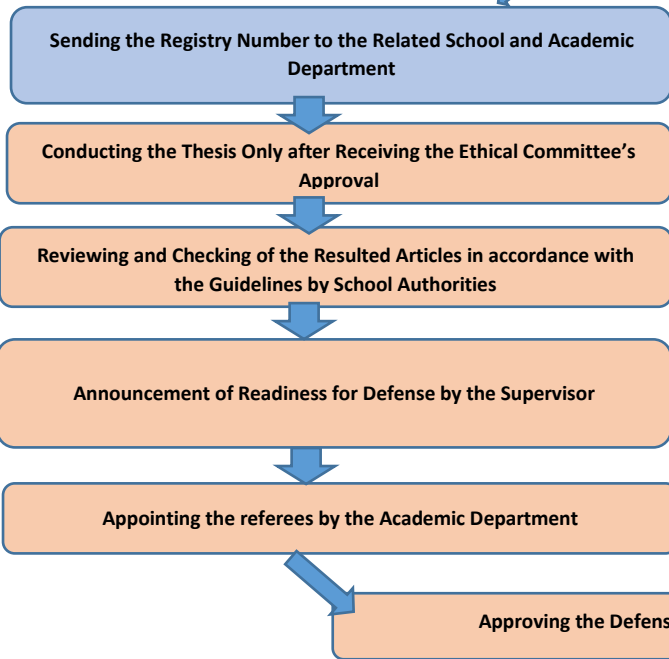 Sending the Registry Number to the Related School and Academic
Department
Conducting the Thesis Only after Receiving the Ethical Committee's
Approval
Reviewing and Checking of the Resulted Articles in accordance with
the Guidelines by School Authorities
Announcement of Readiness for Defense by the Supervisor
Appointing the referees by the Academic Department
Approving the Defens